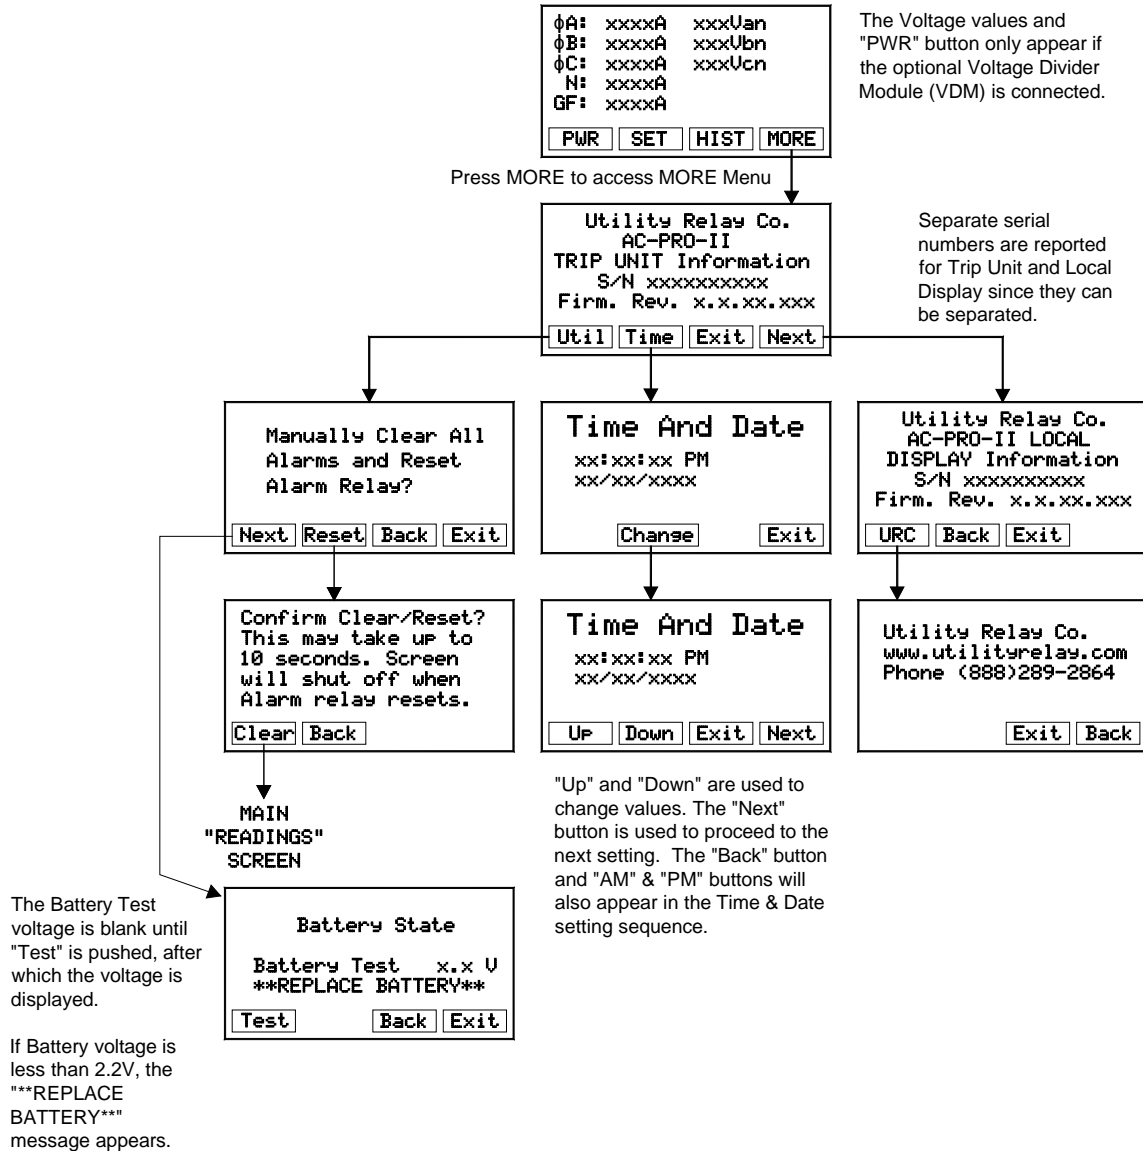 ϕA: xxxxA xxxVan
ϕB: xxxxA xxxVbn
ϕC: xxxxA xxxVcn
N: xxxxA
GF: xxxxA
PWR SET HIST MORE
The Voltage values and
"PWR" button only appear if
the optional Voltage Divider
Module (VDM) is connected.
Press MORE to access MORE Menu
Utility Relay Co.
AC-PRO-II
TRIP UNIT Information
S/N xxxxxxxxxx
Firm. Rev. x.x.xx.xxx
Util Time Exit Next
Separate serial
numbers are reported
for Trip Unit and Local
Display since they can
be separated.
Manually Clear All
Alarms and Reset
Alarm Relay?
Next Reset Back Exit
Time And Date
xx:xx:xx PM
xx/xx/xxxx
Change Exit
Utility Relay Co.
AC-PRO-II LOCAL
DISPLAY Information
S/N xxxxxxxxxx
Firm. Rev. x.x.xx.xxx
URC Back Exit
Confirm Clear/Reset?
This may take up to
10 seconds. Screen
will shut off when
Alarm relay resets.
Clear Back
Time And Date
xx:xx:xx PM
xx/xx/xxxx
Up Down Exit Next
Utility Relay Co.
www.utilityrelay.com
Phone (888)289-2864
Exit Back
MAIN
"READINGS"
SCREEN
"Up" and "Down" are used to
change values. The "Next"
button is used to proceed to the
next setting. The "Back" button
and "AM" & "PM" buttons will
also appear in the Time & Date
setting sequence.
The Battery Test
voltage is blank until
"Test" is pushed, after
which the voltage is
displayed.
If Battery voltage is
less than 2.2V, the
"**REPLACE
BATTERY**"
message appears.
Battery State
Battery Test x.x V
**REPLACE BATTERY**
Test Back Exit